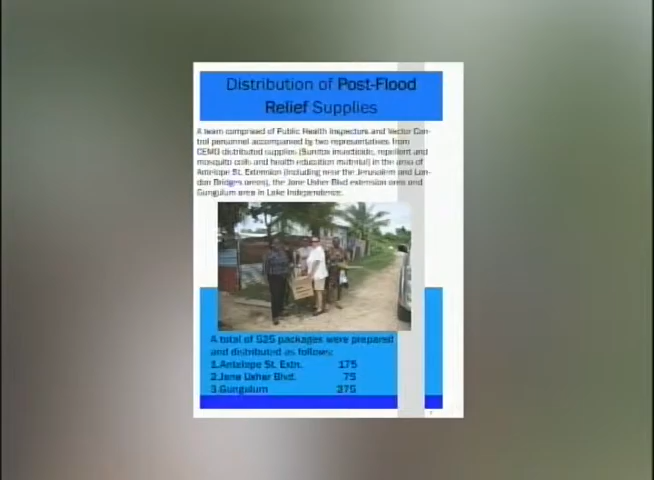 Distribution of Post-Flood
Relief Supplies
A team comprised of Public Health Inspectors and Vector Con-
trol personnel accompanied by two representatives from
CEMO distributed supplies (Sumitox insecticide, repellent and
mosquito coils and health education material) in the area of
Antelope St. Extension (including near the Jerusalem and Lon-
don Bridges areas), the Jane Usher Blvd extension area and
Gungulum area in Lake Independence.
A total of 525 packages were prepared
and distributed as follows:
1.Antelope St. Extn. 175
2.Jane Usher Blvd. 75
3.Gungulum 275